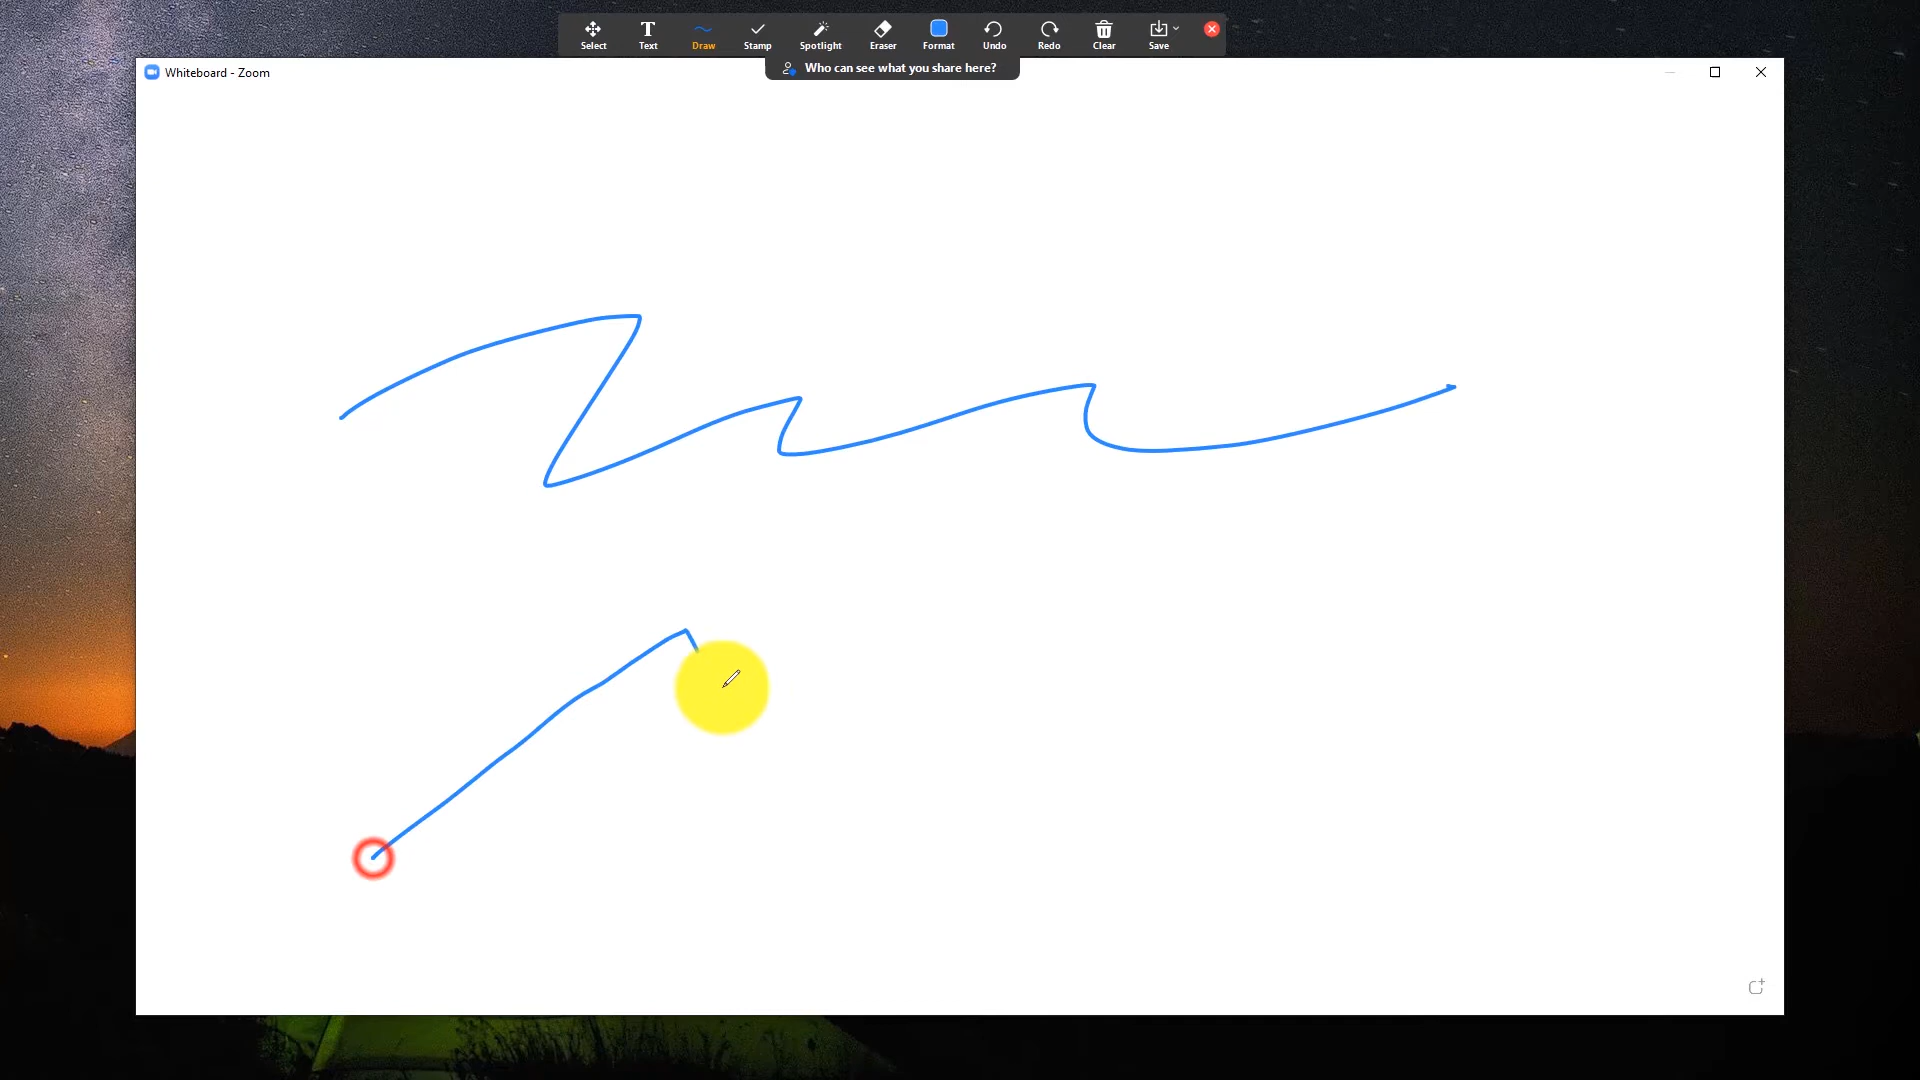 Select Text Draw Stamp Spotlight Eraser Format Undo Redo Clear Save
Who can see what you share here?
Whiteboard - Zoom